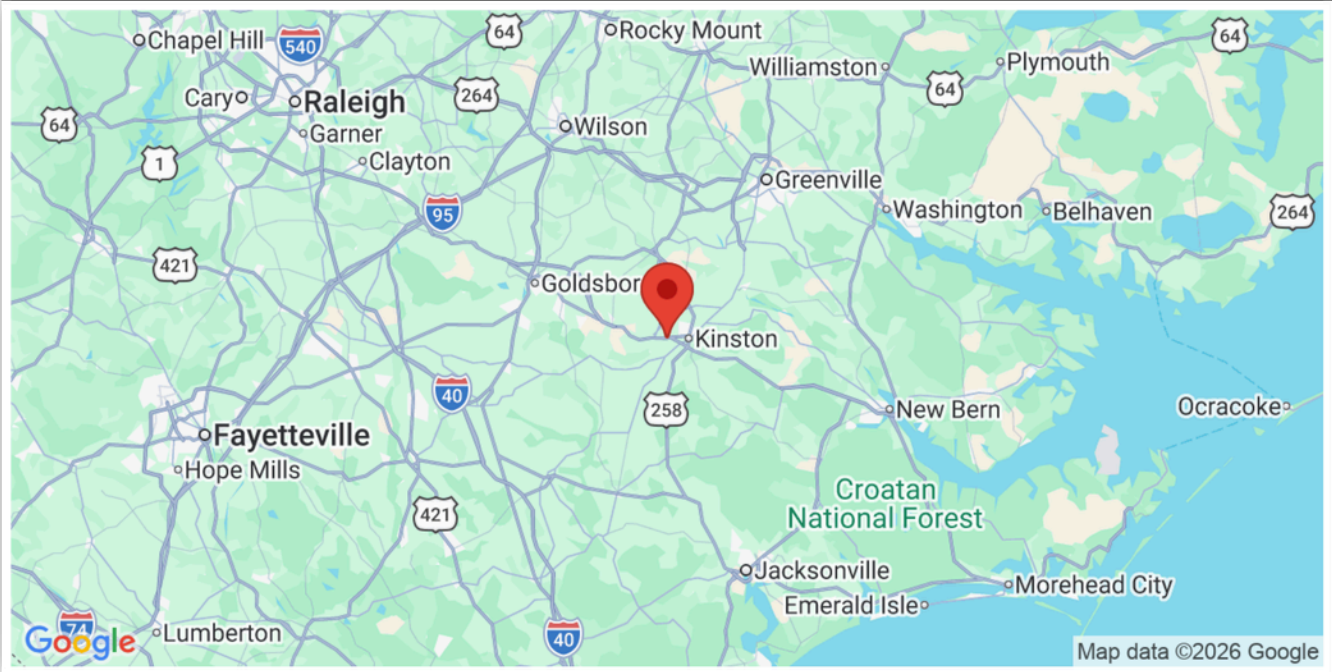 64
Rocky Mount
64
Chapel Hill
540
Williamston
Plymouth
64
Cary
Raleigh
264
64
Garner
Wilson
1
Clayton
Greenville
95
Washington
Belhaven
264
421
Goldsbor
Kinston
40
258
New Bern
Ocracoke
Fayetteville
Hope Mills
421
Croatan
National Forest
Jacksonville
Morehead City
Emerald Isle
74
Google
Lumberton
40
Map data ©2026 Google